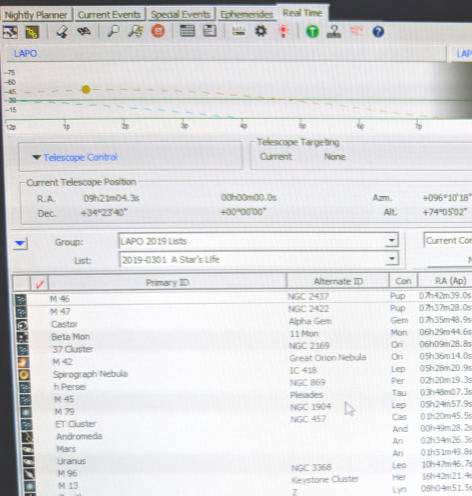 Nightly Planner Current Events Special Events Ephemerides Real Time
LAPO LAP
-75
-60
-45
-30
-15
12p 1p 2p 3p 4p 5p 6p 7p
Telescope Control
Telescope Targeting
Current None
Current Telescope Position
R.A. 09h21m04.3s 00h00m00.0s Azm. +096°10'18"
Dec. +34°23'40" +00°00'00" Alt. +74°05'02"
Group: LAPO 2019 Lists Current Co
List: 2019-0301 A Star's Life
Primary ID Alternate ID Con RA (Ap)
M 46 NGC 2437 Pup 07h42m39.0s
M 47 NGC 2422 Pup 07h37m28.0s
Castor Alpha Gem Gem 07h35m48.9s
Beta Mon 11 Mon Mon 06h29m44.6s
37 Cluster NGC 2169 Ori 06h09m28.8s
M 42 Great Orion Nebula Ori 05h36m14.0s
Spirograph Nebula IC 418 Lep 05h28m20.9s
h Persei NGC 869 Per 02h20m19.3s
M 45 Pleiades Tau 03h48m07.3s
M 79 NGC 1904 Lep 05h24m57.9s
ET Cluster NGC 457 Cas 01h20m45.5s
Andromeda And 00h49m28.2s
Mars Ari 02h34m26.3s
Uranus Ari 01h51m49.8s
M 96 NGC 3368 Leo 10h47m46.7s
M 13 Keystone Cluster Her 16h42m21.4s
Z Lyn 08h04m51.5s